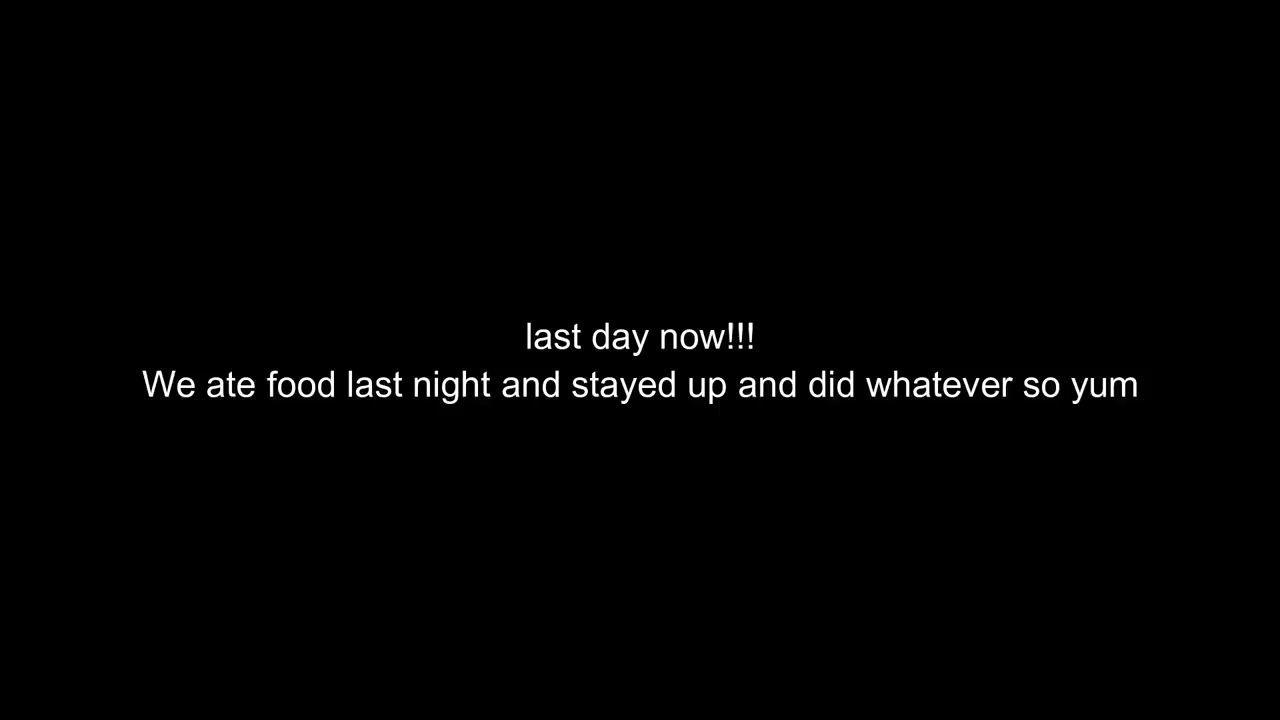 last day now!!!
We ate food last night and stayed up and did whatever so yum